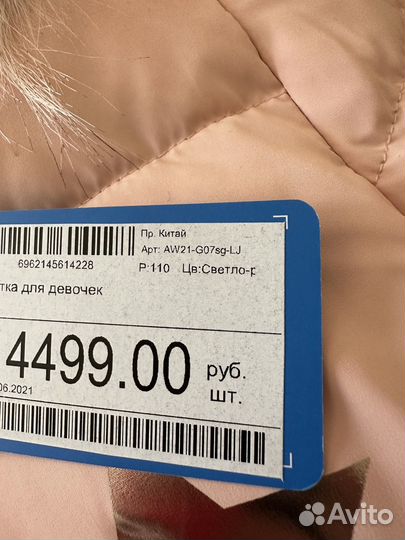 Пр. Китай
Арт: AW21-G07sg-LJ
6962145614228
Р:110 Цв:Светло-р
тка для девочек
4499.00 руб.
шт.
06.2021
Avito